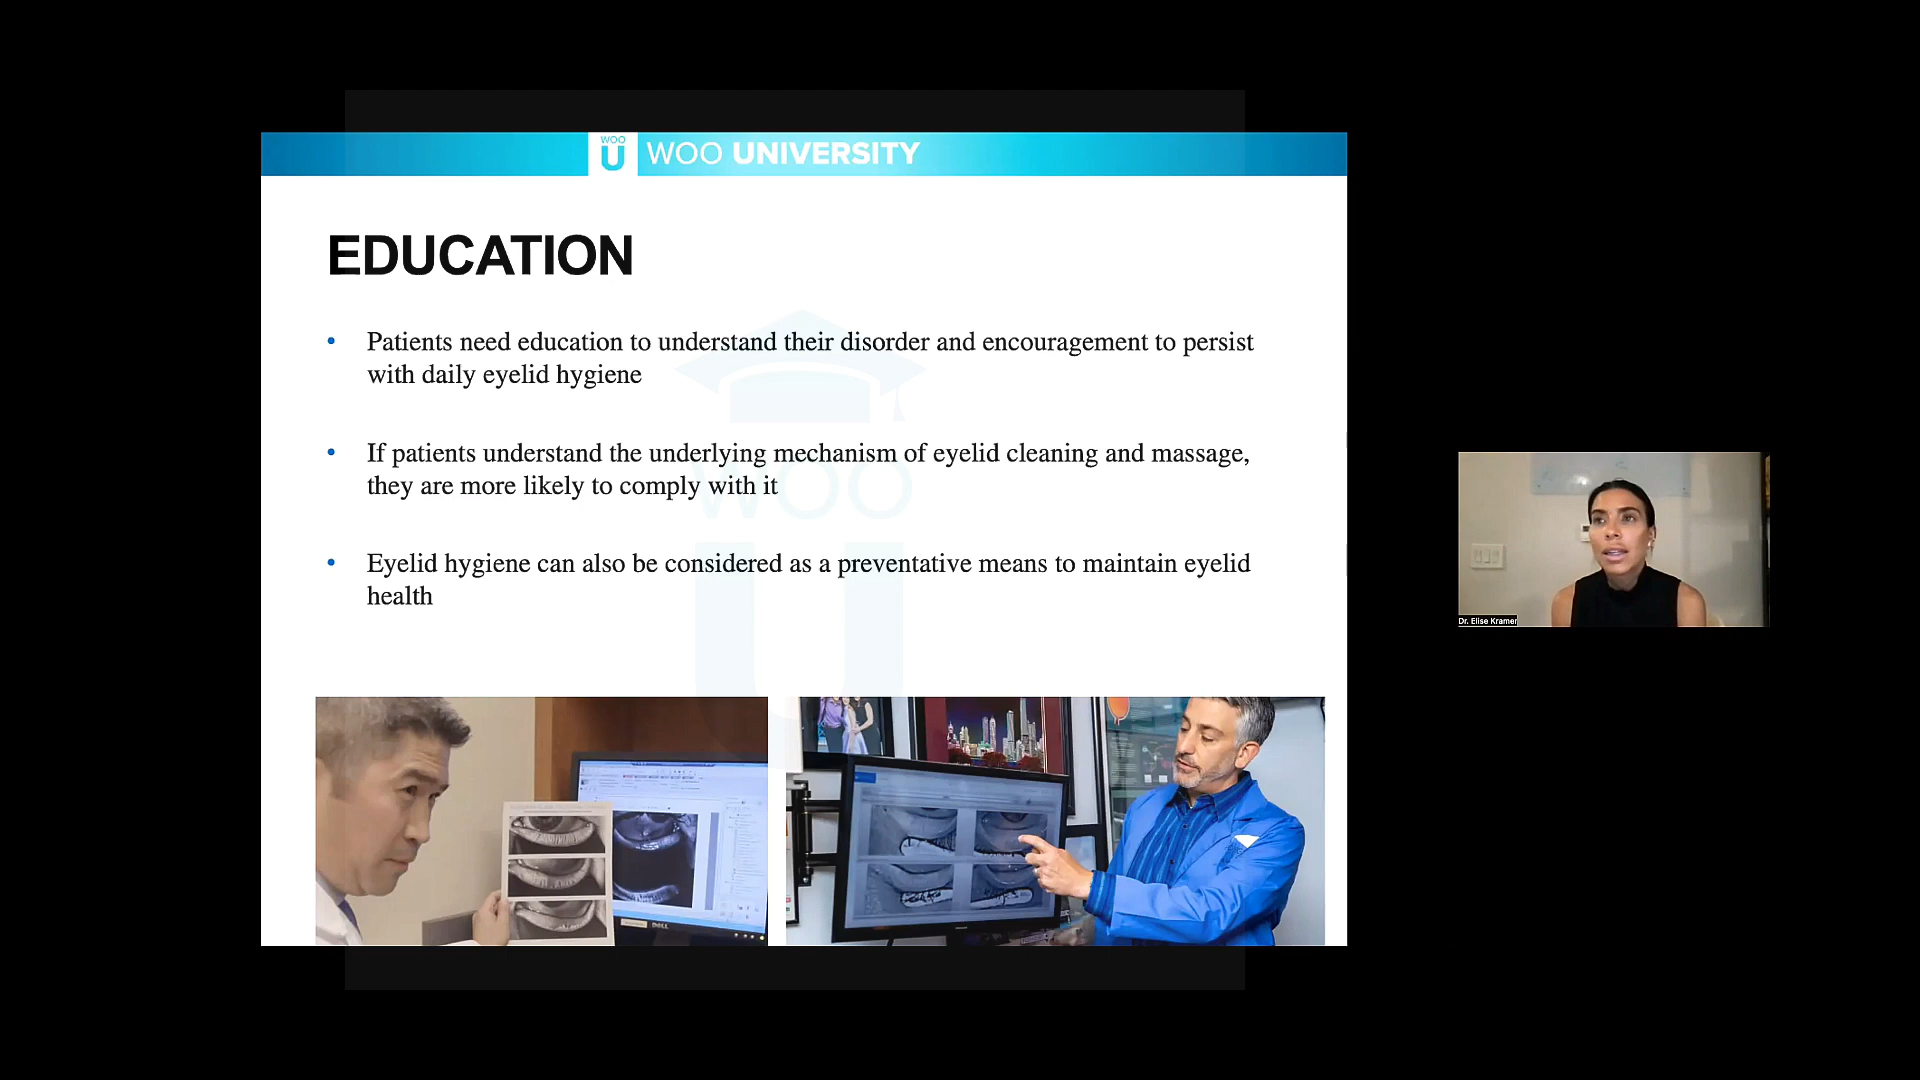 WOO
U
WOO UNIVERSITY
EDUCATION
• Patients need education to understand their disorder and encouragement to persist
with daily eyelid hygiene
• If patients understand the underlying mechanism of eyelid cleaning and massage,
they are more likely to comply with it
• Eyelid hygiene can also be considered as a preventative means to maintain eyelid
health
WOO
U
DELL
Dr. Elise Kramer